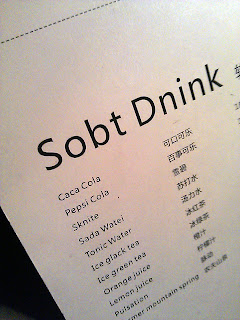 Sobt Dnink
Caca Cola 可口可乐
Pepsi Cola 百事可乐
Sknite 雪碧
Sada Watei 苏打水
Tonic Water 汤力水
Ice glack tea 冰红茶
Ice green tea 冰绿茶
Orange juice 橙汁
Lemon juice 柠檬汁
Pulsation 脉动
mer mountain spring 农夫山泉